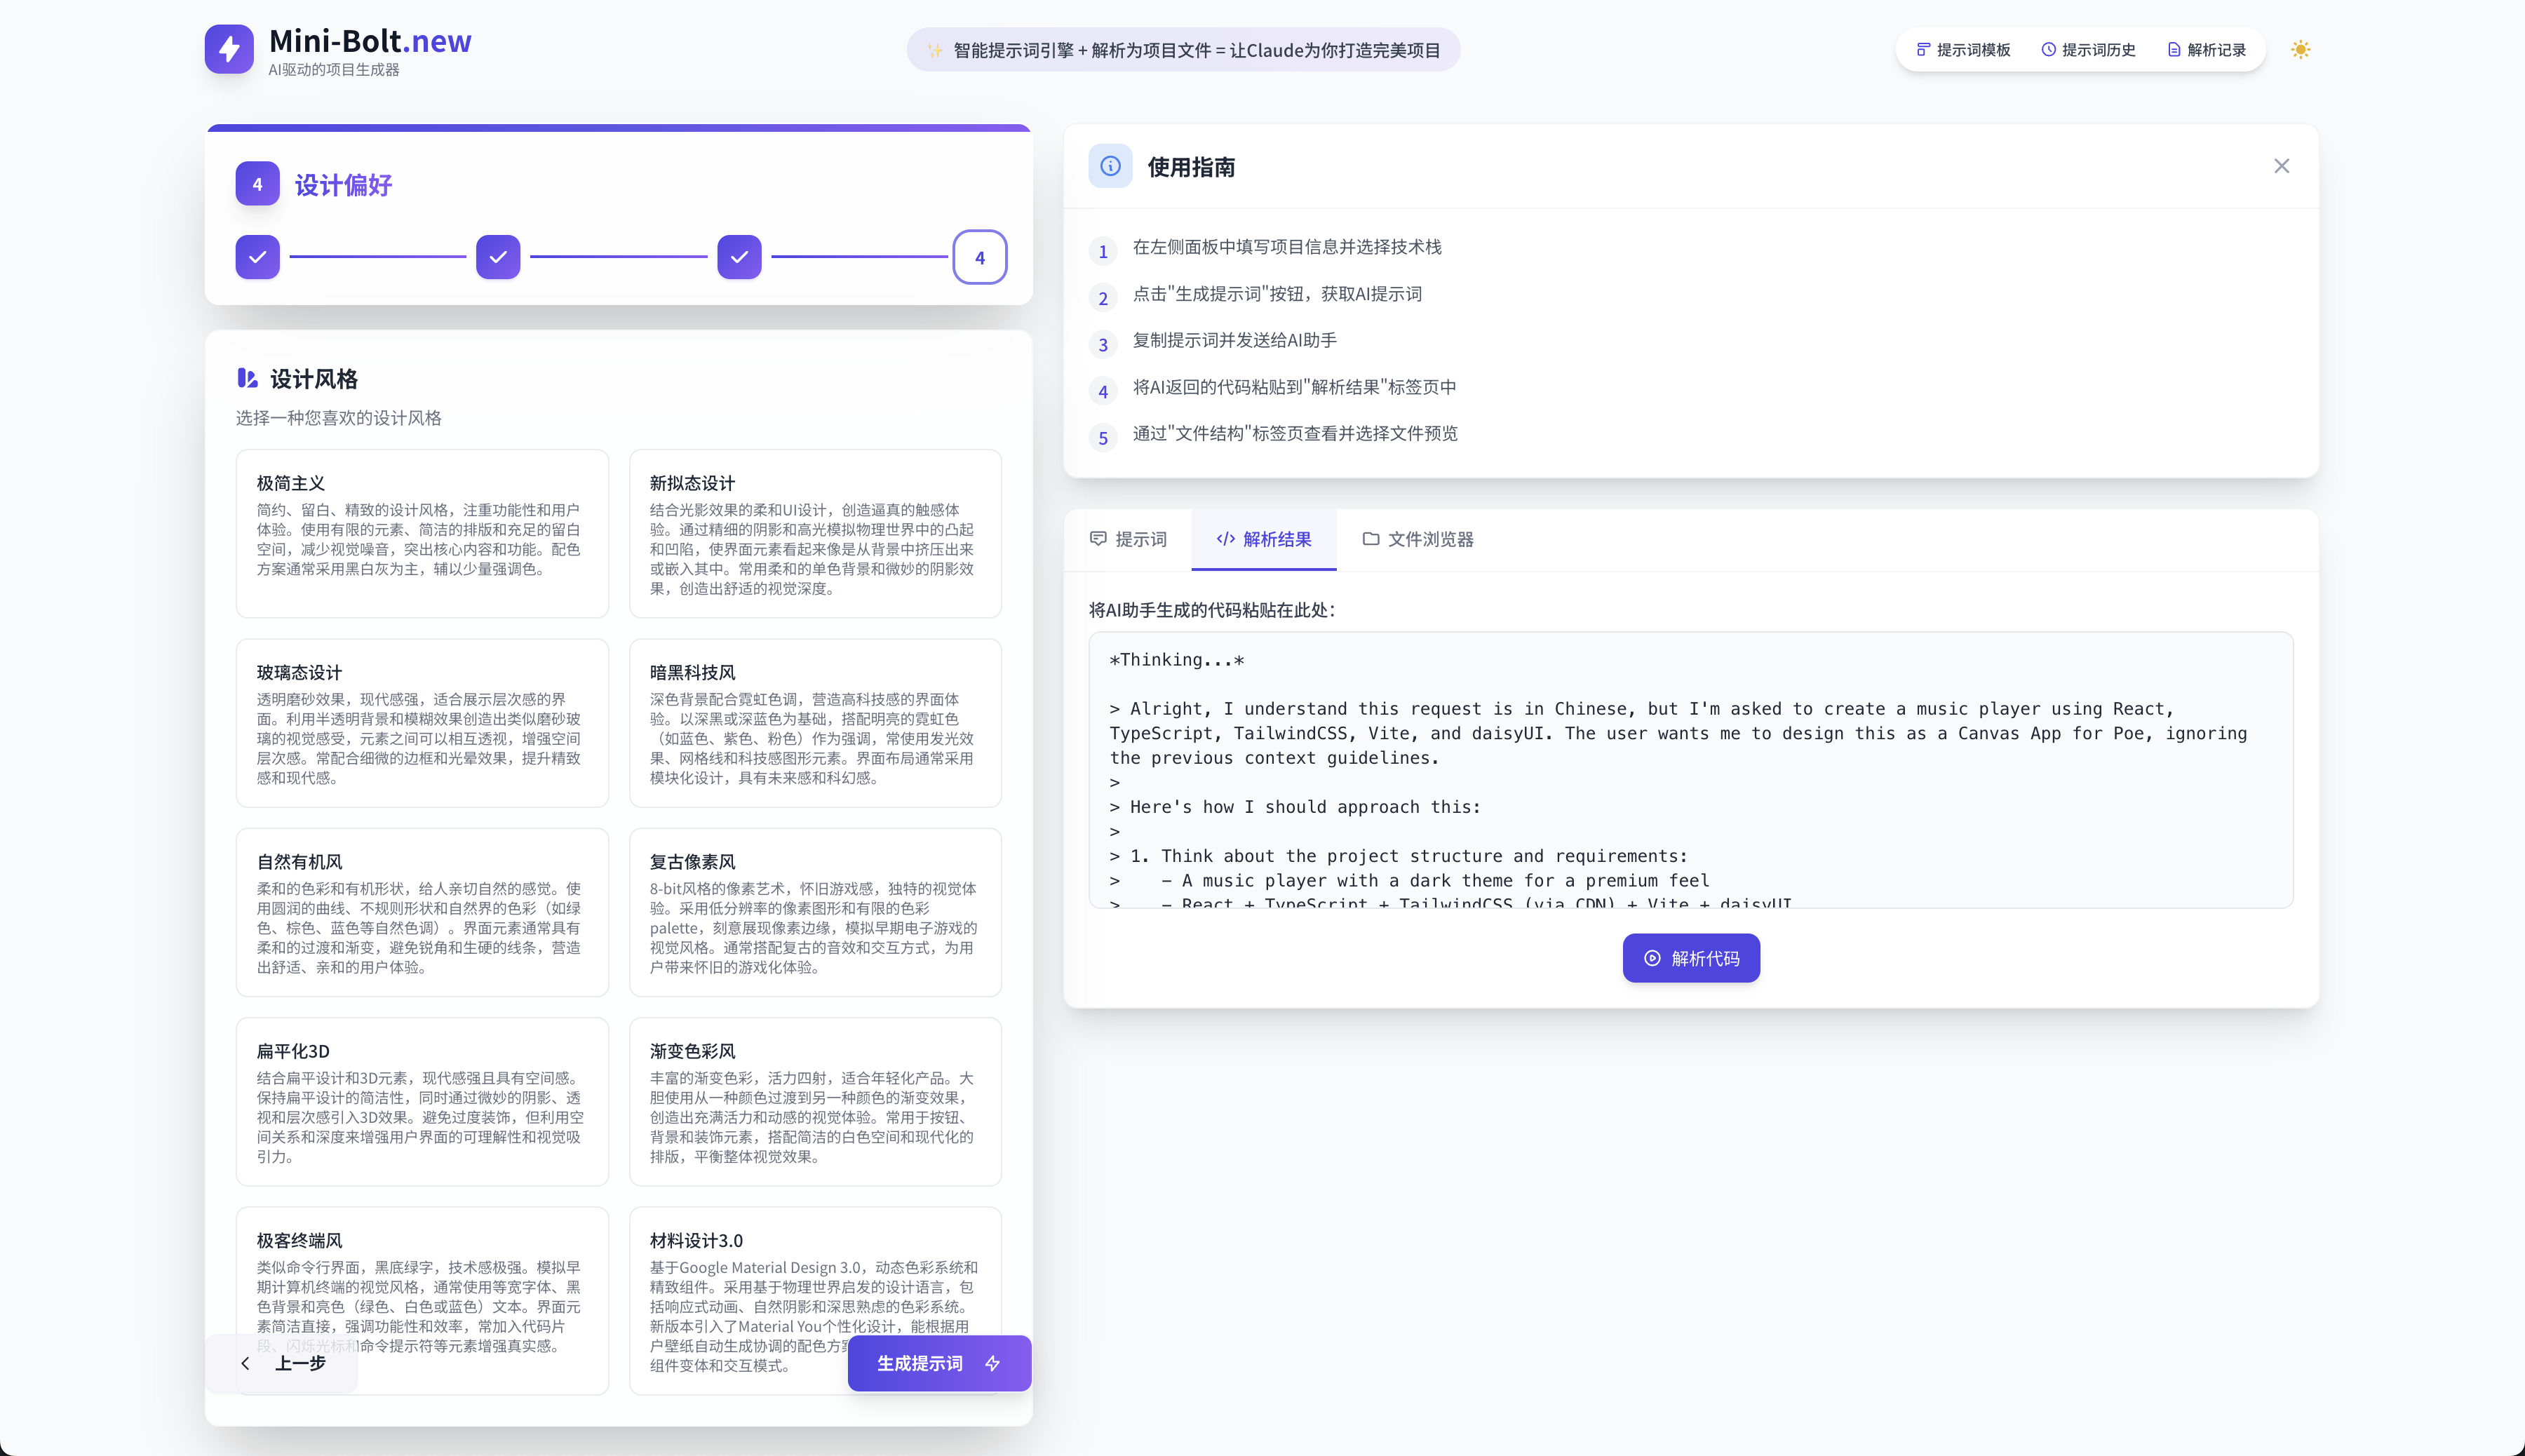 Mini-Bolt.new
AI驱动的项目生成器
✨ 智能提示词引擎 + 解析为项目文件 = 让Claude为你打造完美项目
提示词模板
提示词历史
解析记录
4
设计偏好
4
设计风格
选择一种您喜欢的设计风格
极简主义
简约、留白、精致的设计风格，注重功能性和用户
体验。使用有限的元素、简洁的排版和充足的留白
空间，减少视觉噪音，突出核心内容和功能。配色
方案通常采用黑白灰为主，辅以少量强调色。
新拟态设计
结合光影效果的柔和UI设计，创造逼真的触感体
验。通过精细的阴影和高光模拟物理世界中的凸起
和凹陷，使界面元素看起来像是从背景中挤压出来
或嵌入其中。常用柔和的单色背景和微妙的阴影效
果，创造出舒适的视觉深度。
玻璃态设计
透明磨砂效果，现代感强，适合展示层次感的界
面。利用半透明背景和模糊效果创造出类似磨砂玻
璃的视觉感受，元素之间可以相互透视，增强空间
层次感。常配合细微的边框和光晕效果，提升精致
感和现代感。
暗黑科技风
深色背景配合霓虹色调，营造高科技感的界面体
验。以深黑或深蓝色为基础，搭配明亮的霓虹色
（如蓝色、紫色、粉色）作为强调，常使用发光效
果、网格线和科技感图形元素。界面布局通常采用
模块化设计，具有未来感和科幻感。
自然有机风
柔和的色彩和有机形状，给人亲切自然的感觉。使
用圆润的曲线、不规则形状和自然界的色彩（如绿
色、棕色、蓝色等自然色调）。界面元素通常具有
柔和的过渡和渐变，避免锐角和生硬的线条，营造
出舒适、亲和的用户体验。
复古像素风
8-bit风格的像素艺术，怀旧游戏感，独特的视觉体
验。采用低分辨率的像素图形和有限的色彩
palette，刻意展现像素边缘，模拟早期电子游戏的
视觉风格。通常搭配复古的音效和交互方式，为用
户带来怀旧的游戏化体验。
扁平化3D
结合扁平设计和3D元素，现代感强且具有空间感。
保持扁平设计的简洁性，同时通过微妙的阴影、透
视和层次感引入3D效果。避免过度装饰，但利用空
间关系和深度来增强用户界面的可理解性和视觉吸
引力。
渐变色彩风
丰富的渐变色彩，活力四射，适合年轻化产品。大
胆使用从一种颜色过渡到另一种颜色的渐变效果，
创造出充满活力和动感的视觉体验。常用于按钮、
背景和装饰元素，搭配简洁的白色空间和现代化的
排版，平衡整体视觉效果。
极客终端风
类似命令行界面，黑底绿字，技术感极强。模拟早
期计算机终端的视觉风格，通常使用等宽字体、黑
色背景和亮色（绿色、白色或蓝色）文本。界面元
素简洁直接，强调功能性和效率，常加入代码片
段、闪烁光标和命令提示符等元素增强真实感。
材料设计3.0
基于Google Material Design 3.0，动态色彩系统和
精致组件。采用基于物理世界启发的设计语言，包
括响应式动画、自然阴影和深思熟虑的色彩系统。
新版本引入了Material You个性化设计，能根据用
户壁纸自动生成协调的配色方
组件变体和交互模式。
上一步
生成提示词
使用指南
1 在左侧面板中填写项目信息并选择技术栈
2 点击"生成提示词"按钮，获取AI提示词
3 复制提示词并发送给AI助手
4 将AI返回的代码粘贴到"解析结果"标签页中
5 通过"文件结构"标签页查看并选择文件预览
提示词
解析结果
文件浏览器
将AI助手生成的代码粘贴在此处：
*Thinking...*
> Alright, I understand this request is in Chinese, but I'm asked to create a music player using React,
TypeScript, TailwindCSS, Vite, and daisyUI. The user wants me to design this as a Canvas App for Poe, ignoring
the previous context guidelines.
>
> Here's how I should approach this:
>
> 1. Think about the project structure and requirements:
>    - A music player with a dark theme for a premium feel
>    - React + TypeScript + TailwindCSS (via CDN) + Vite + daisyUI
解析代码